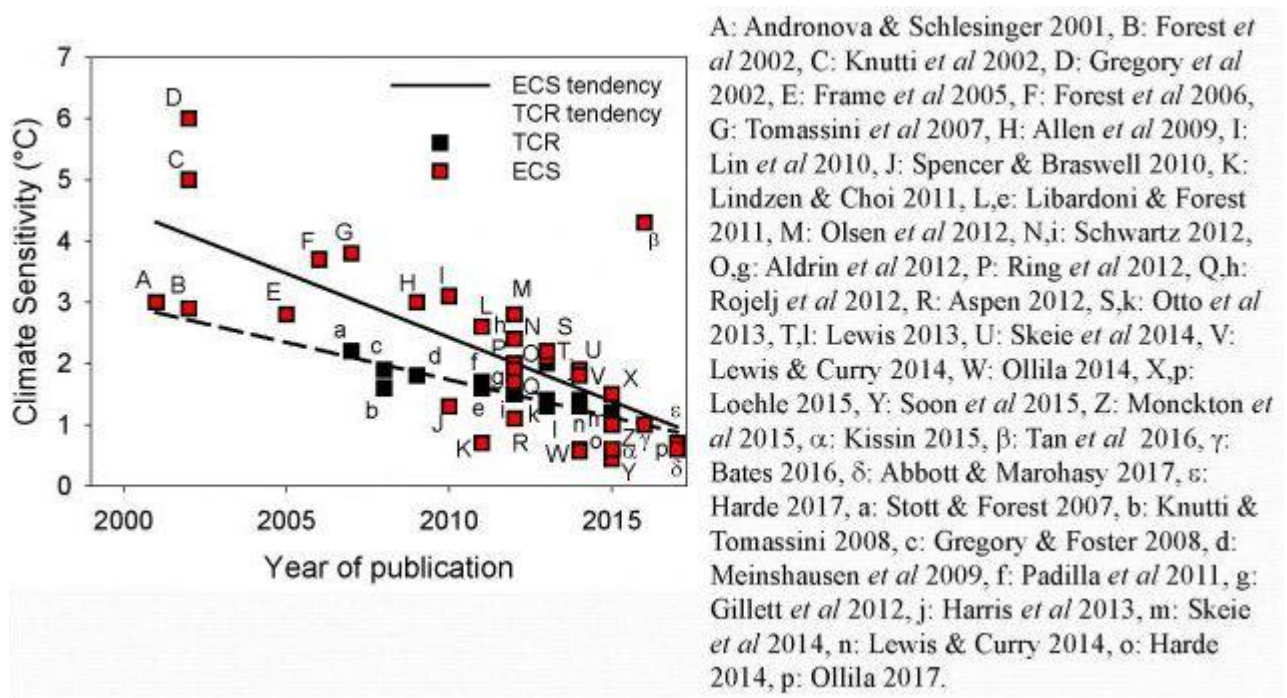 7
6
5
4
3
2
1
0
Climate Sensitivity (°C)
2000 2005 2010 2015
Year of publication
ECS tendency
TCR tendency
TCR
ECS
D
C
A
B
E
F
G
H
I
a
c
b
d
J
K
L
M
h
N
S
P
O
T
U
f
g
Q
V
X
e
i
k
l
n
R
W
o
Z
α
Y
β
γ
p
ε
δ
A: Andronova & Schlesinger 2001, B: Forest et
al 2002, C: Knutti et al 2002, D: Gregory et al
2002, E: Frame et al 2005, F: Forest et al 2006,
G: Tomassini et al 2007, H: Allen et al 2009, I:
Lin et al 2010, J: Spencer & Braswell 2010, K:
Lindzen & Choi 2011, L,e: Libardoni & Forest
2011, M: Olsen et al 2012, N,i: Schwartz 2012,
O,g: Aldrin et al 2012, P: Ring et al 2012, Q,h:
Rojelj et al 2012, R: Aspen 2012, S,k: Otto et al
2013, T,l: Lewis 2013, U: Skeie et al 2014, V:
Lewis & Curry 2014, W: Ollila 2014, X,p:
Loehle 2015, Y: Soon et al 2015, Z: Monckton et
al 2015, α: Kissin 2015, β: Tan et al 2016, γ:
Bates 2016, δ: Abbott & Marohasy 2017, ε:
Harde 2017, a: Stott & Forest 2007, b: Knutti &
Tomassini 2008, c: Gregory & Foster 2008, d:
Meinshausen et al 2009, f: Padilla et al 2011, g:
Gillett et al 2012, j: Harris et al 2013, m: Skeie
et al 2014, n: Lewis & Curry 2014, o: Harde
2014, p: Ollila 2017.